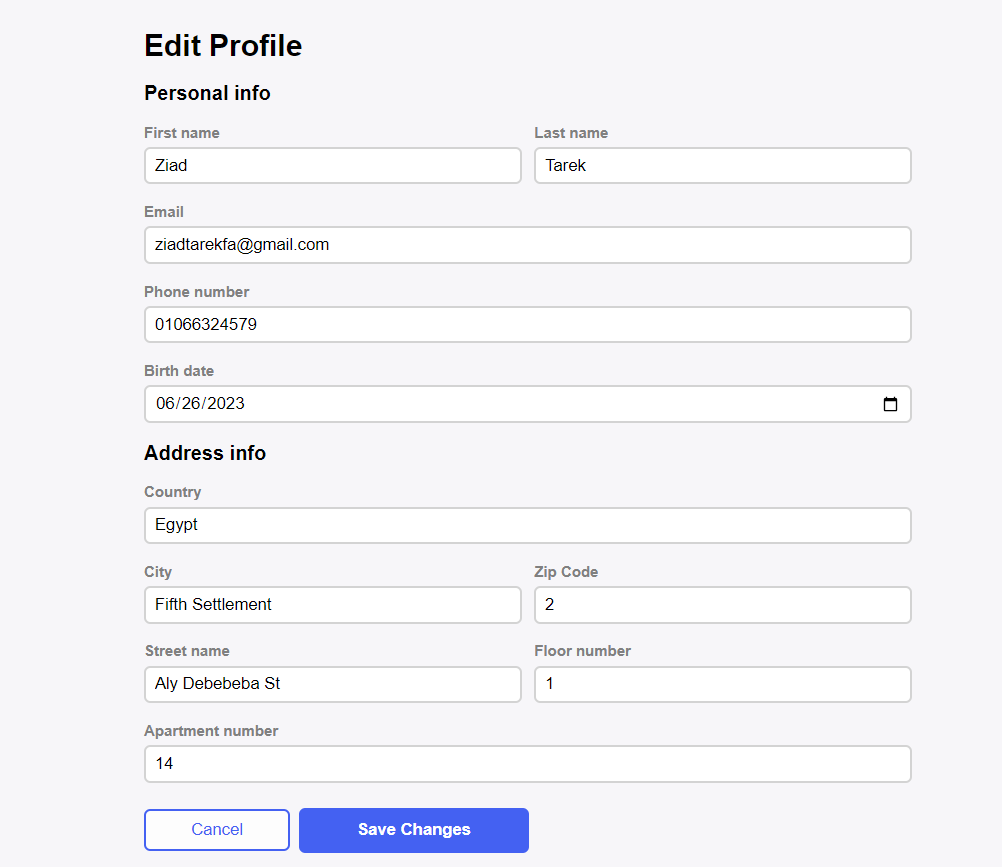 Edit Profile
Personal info
First name Last name
Ziad Tarek
Email
ziadtarekfa@gmail.com
Phone number
01066324579
Birth date
06/26/2023
Address info
Country
Egypt
City Zip Code
Fifth Settlement 2
Street name Floor number
Aly Debebeba St 1
Apartment number
14
Cancel Save Changes